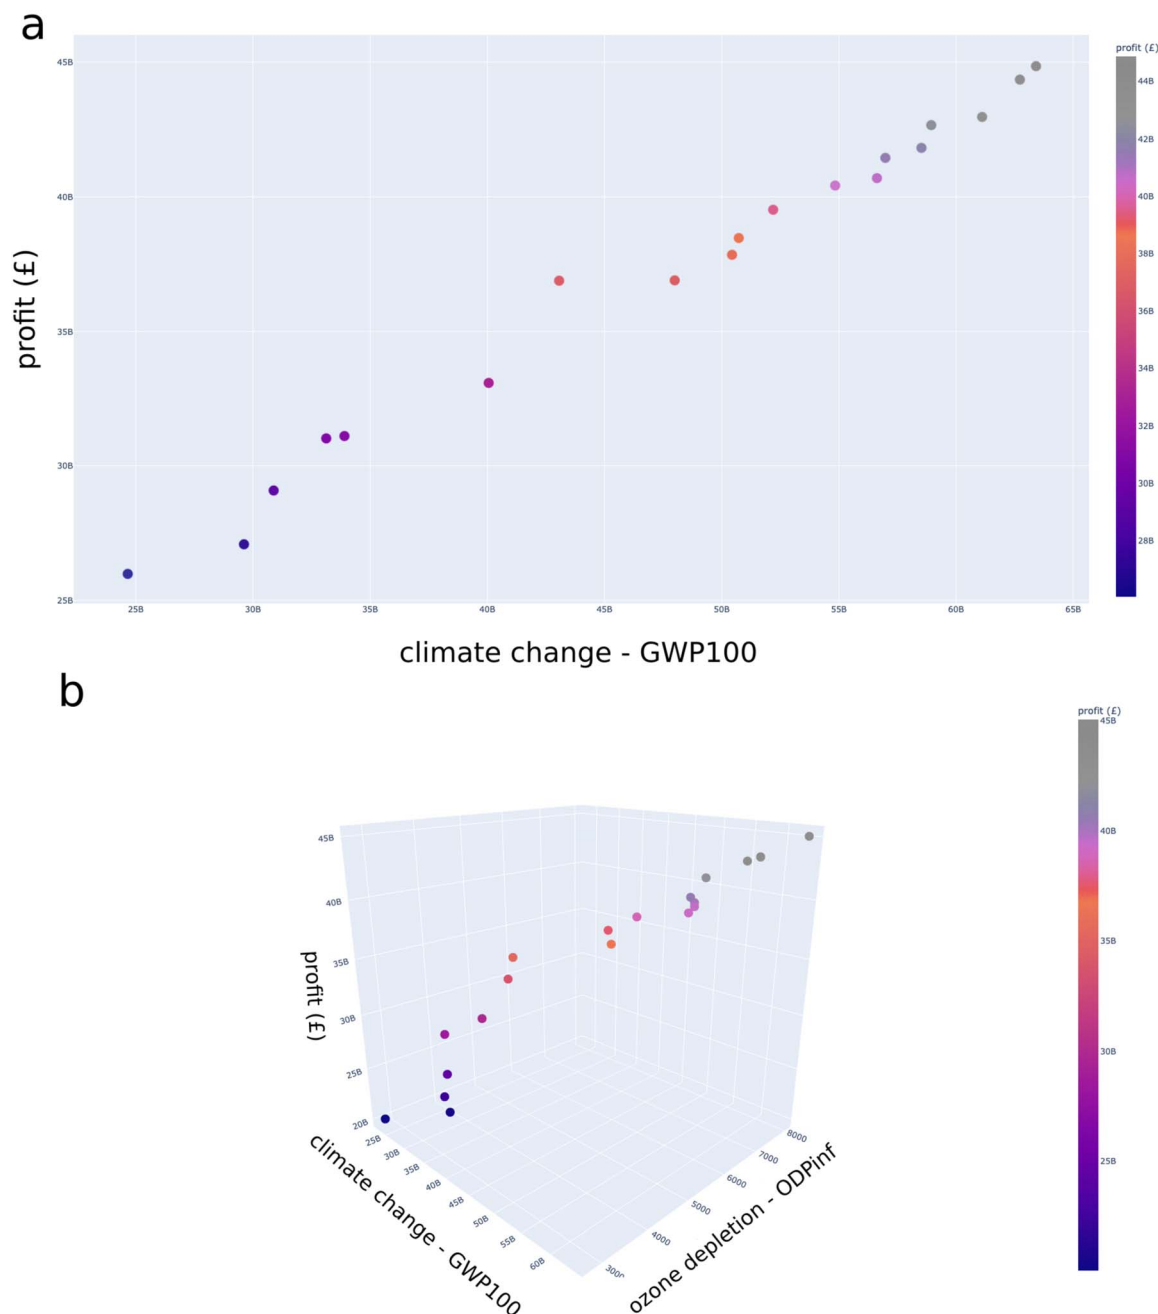 a
profit (£)
45B
40B
35B
30B
25B
25B 30B 35B 40B 45B 50B 55B 60B 65B
climate change - GWP100
profit (£)
44B
42B
40B
38B
36B
34B
32B
30B
28B
b
profit (£)
45B
40B
35B
30B
25B
20B
25B
30B
35B
40B
45B
50B
55B
60B
climate change - GWP100
8000
7000
6000
5000
4000
ozone depletion - ODPinf
profit (£)
45B
40B
35B
30B
25B